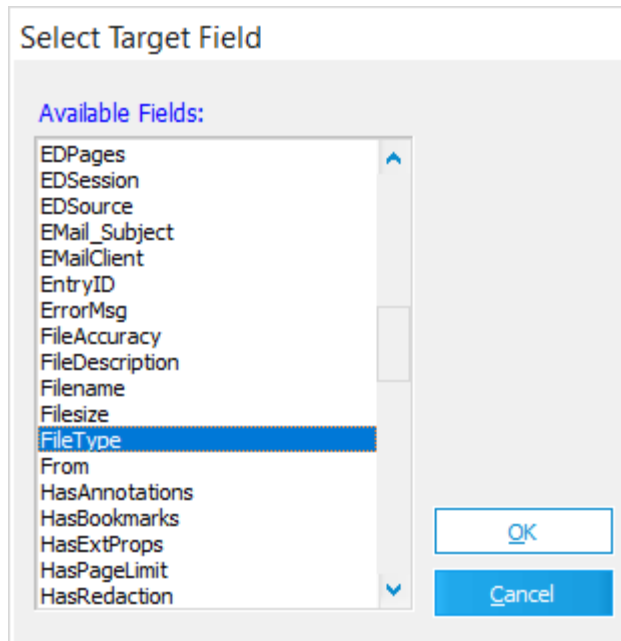 Select Target Field
Available Fields:
EDPages
EDSession
EDSource
EMail_Subject
EMailClient
EntryID
ErrorMsg
FileAccuracy
FileDescription
Filename
Filesize
FileType
From
HasAnnotations
HasBookmarks
HasExtProps
HasPageLimit
HasRedaction
OK
Cancel